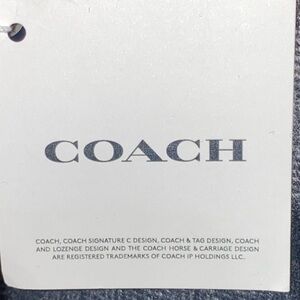 COACH
COACH, COACH SIGNATURE C DESIGN, COACH & TAG DESIGN, COACH
AND LOZENGE DESIGN AND THE COACH HORSE & CARRIAGE DESIGN
ARE REGISTERED TRADEMARKS OF COACH IP HOLDINGS LLC.